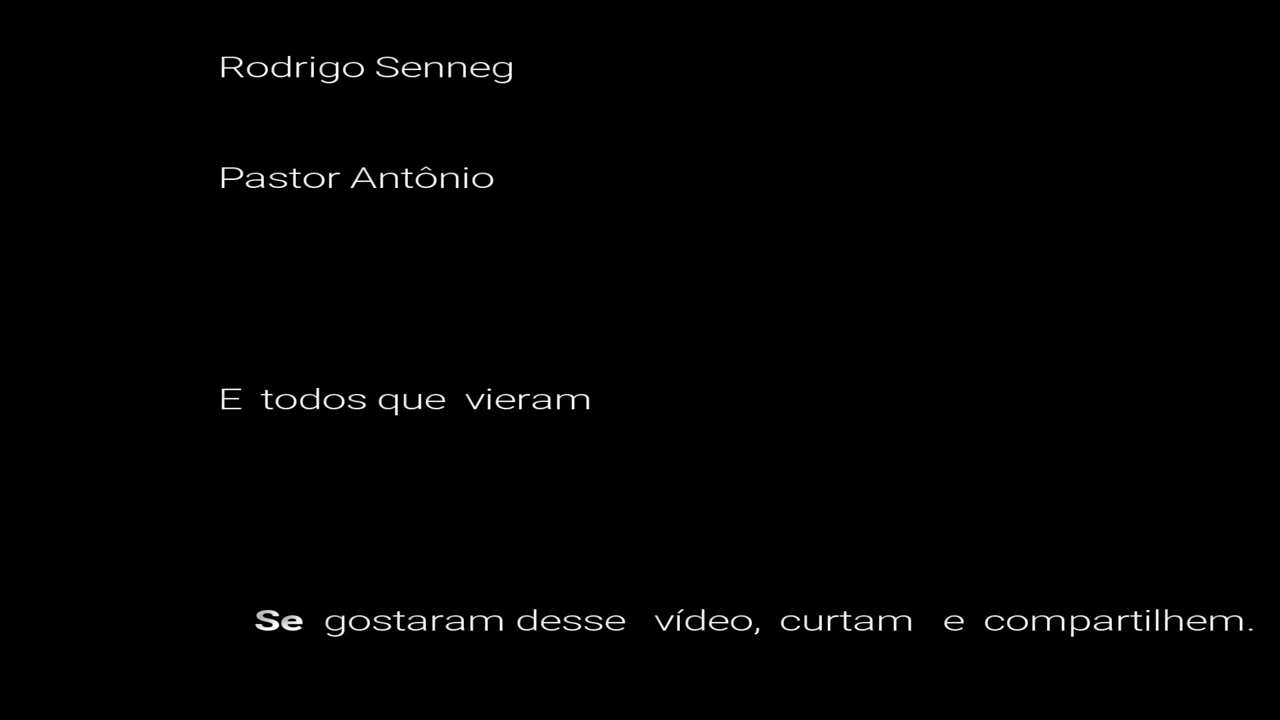 Rodrigo Senneg
Pastor Antônio
E todos que vieram
Se gostaram desse vídeo, curtam e compartilhem.